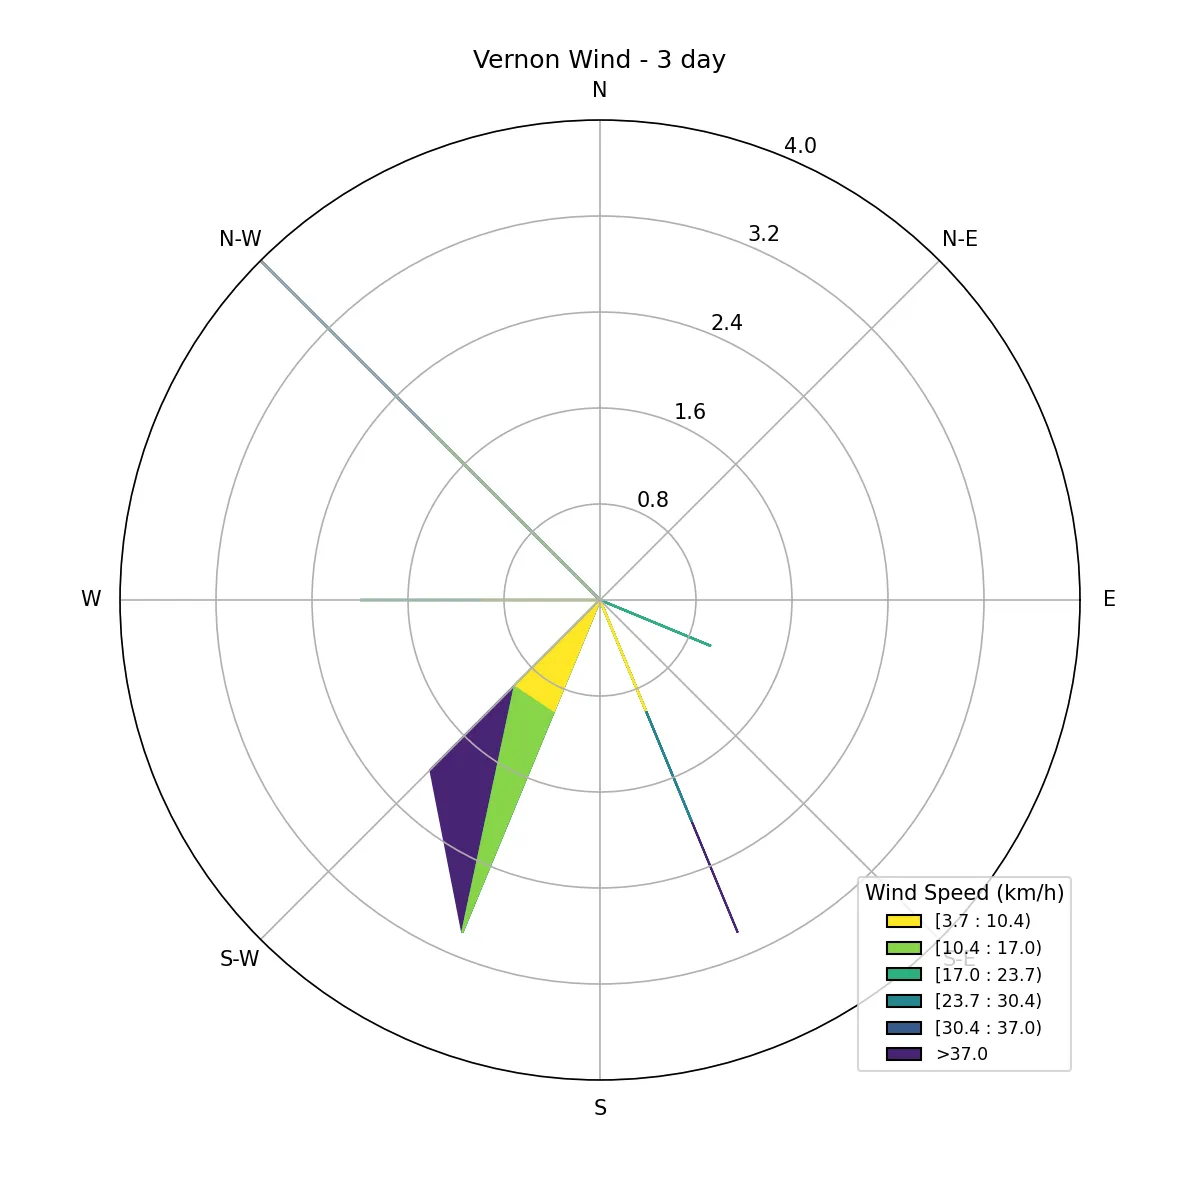 Vernon Wind - 3 day
N
4.0
N-W
3.2
N-E
2.4
1.6
0.8
W
E
S-W
S-E
S
Wind Speed (km/h)
[3.7 : 10.4)
[10.4 : 17.0)
[17.0 : 23.7)
[23.7 : 30.4)
[30.4 : 37.0)
>37.0